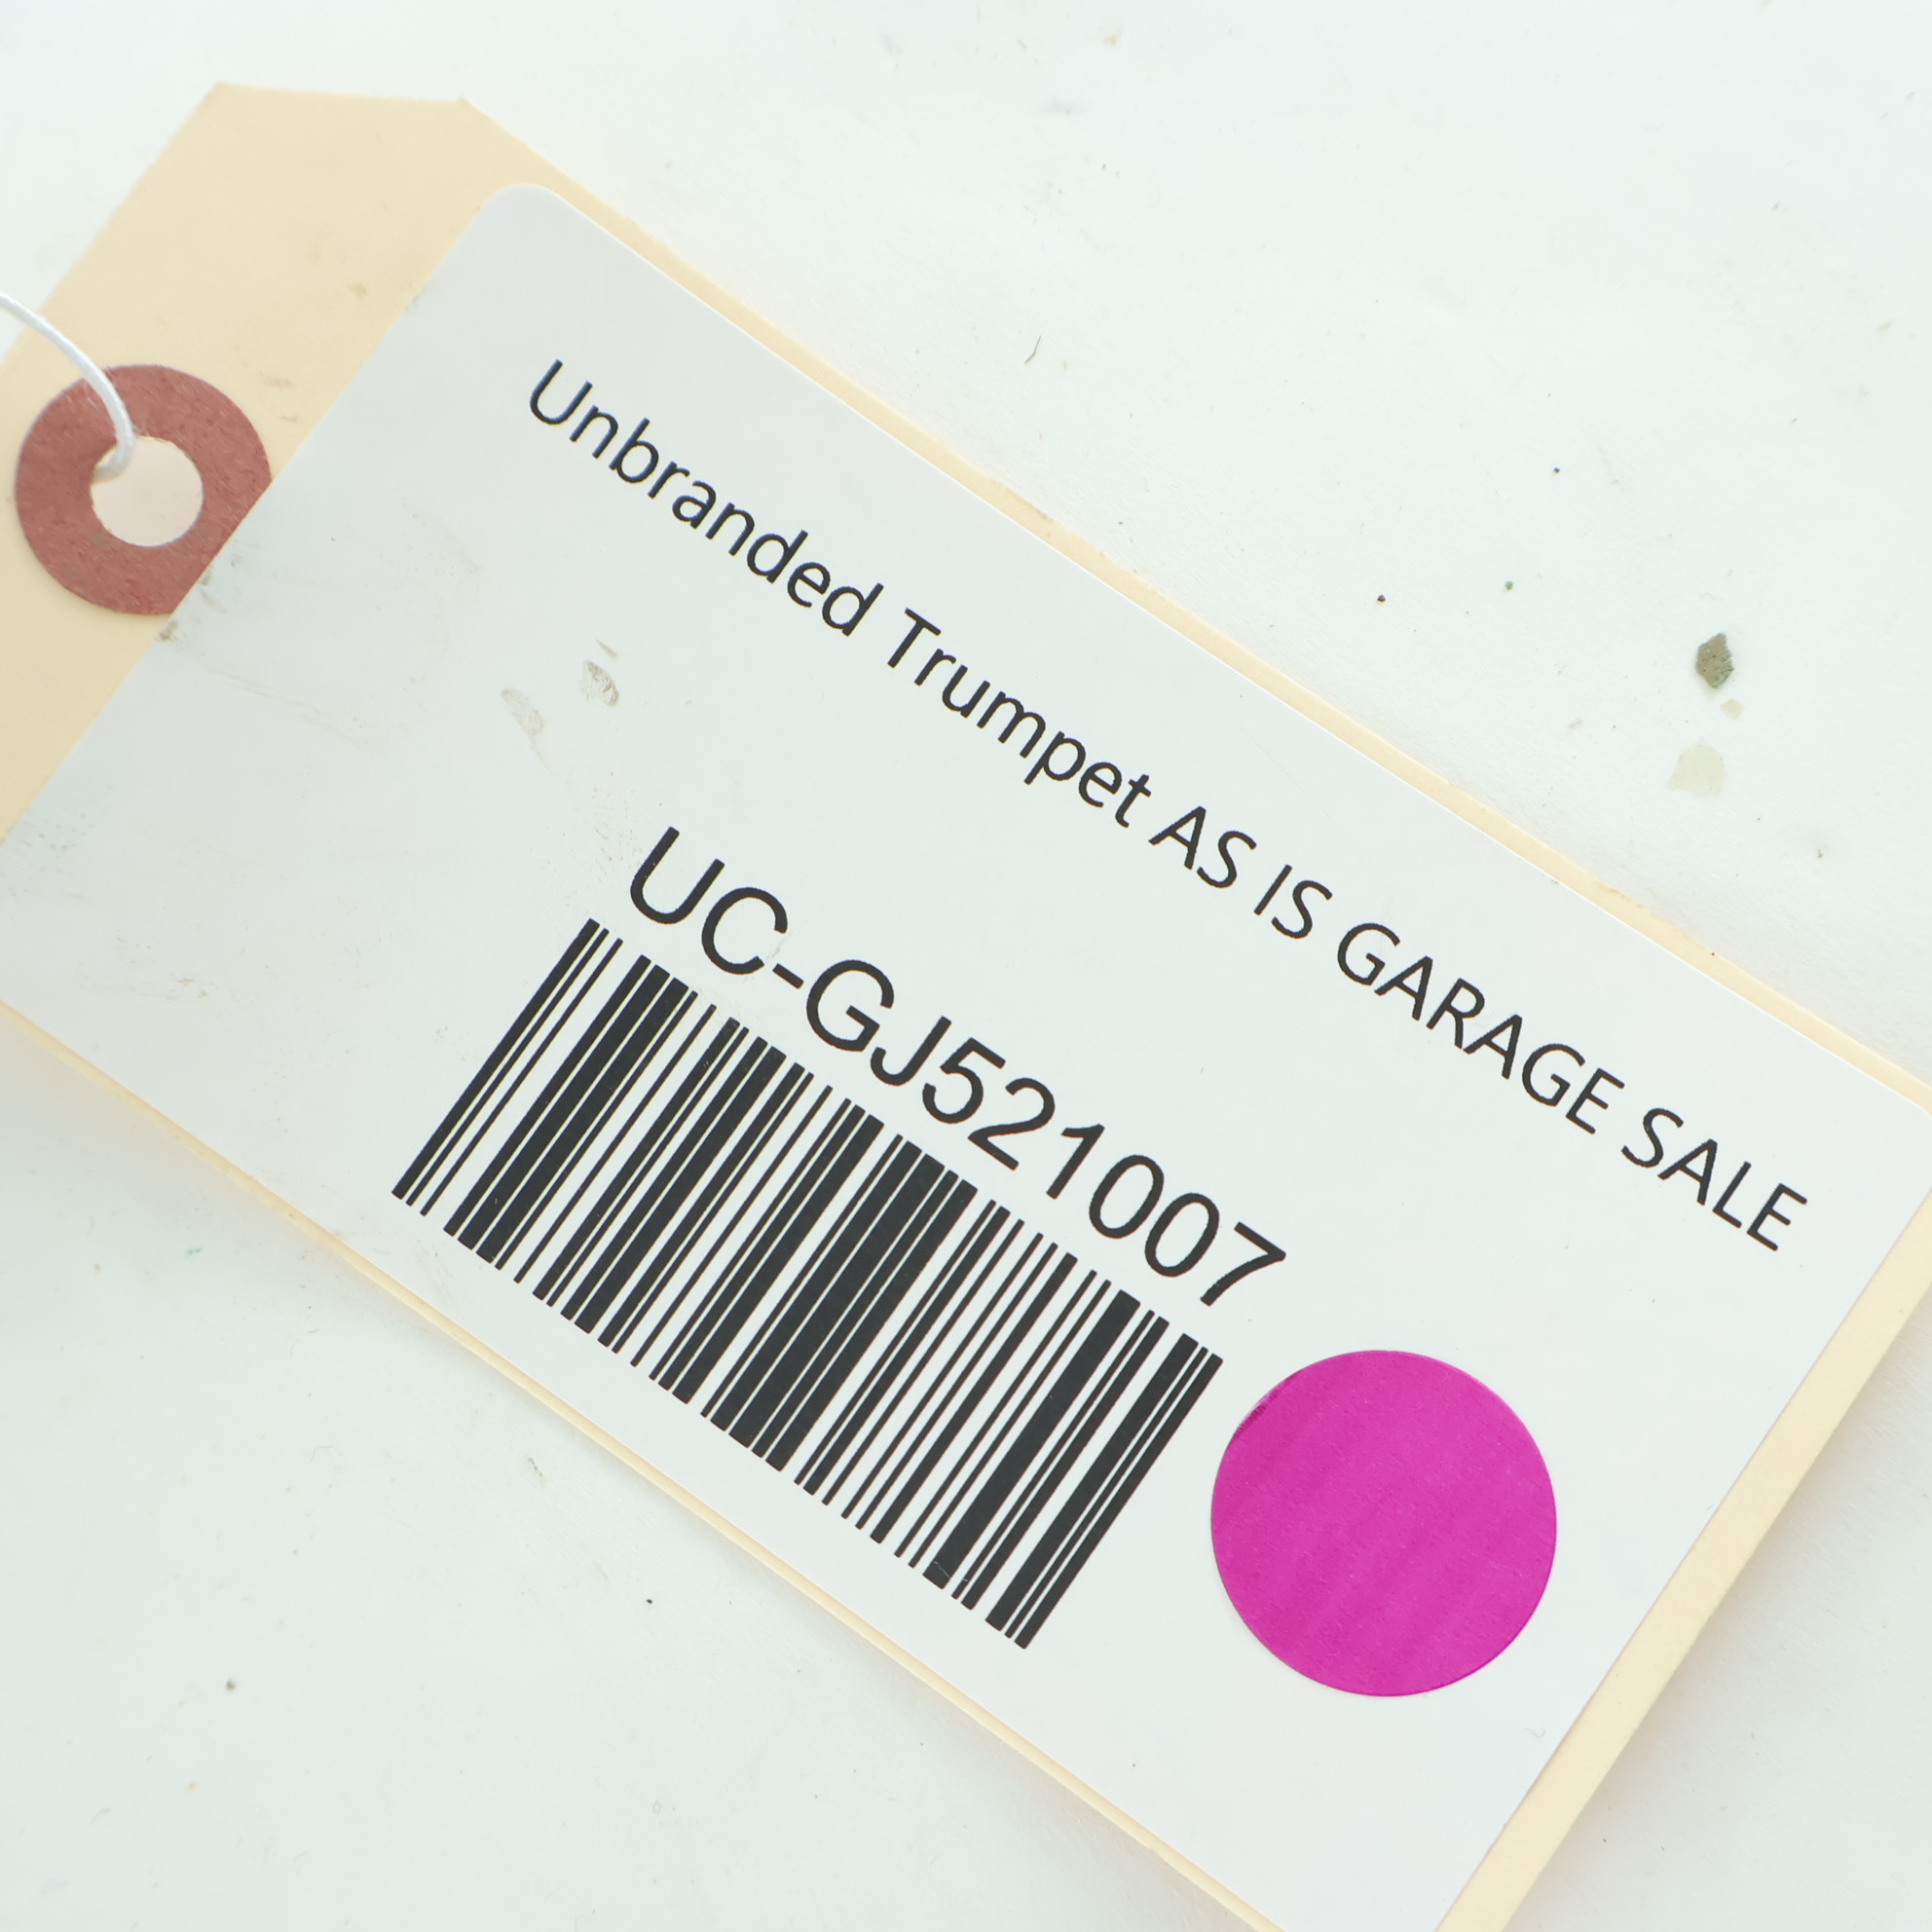 Unbranded Trumpet AS IS GARAGE SALE
UC-GJ521007